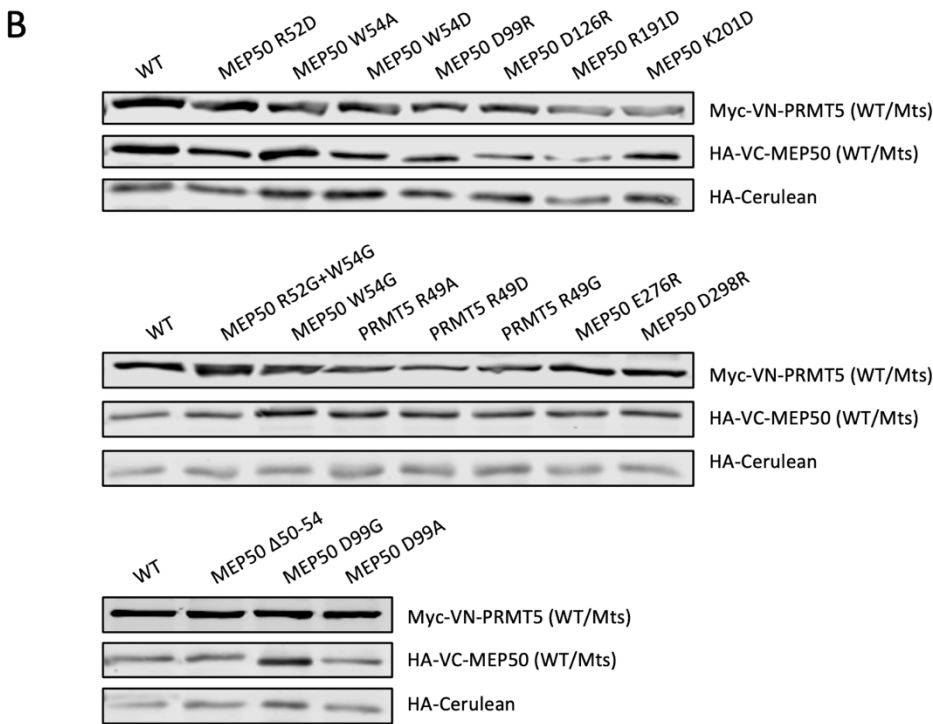 B
WT MEP50 R52D MEP50 W54A MEP50 W54D MEP50 D99R MEP50 D126R MEP50 R191D MEP50 K201D
Myc-VN-PRMT5 (WT/Mts)
HA-VC-MEP50 (WT/Mts)
HA-Cerulean
WT MEP50 R52G+W54G MEP50 W54G PRMT5 R49A PRMT5 R49D PRMT5 R49G MEP50 E276R MEP50 D298R
Myc-VN-PRMT5 (WT/Mts)
HA-VC-MEP50 (WT/Mts)
HA-Cerulean
WT MEP50 Δ50-54 MEP50 D99G MEP50 D99A
Myc-VN-PRMT5 (WT/Mts)
HA-VC-MEP50 (WT/Mts)
HA-Cerulean